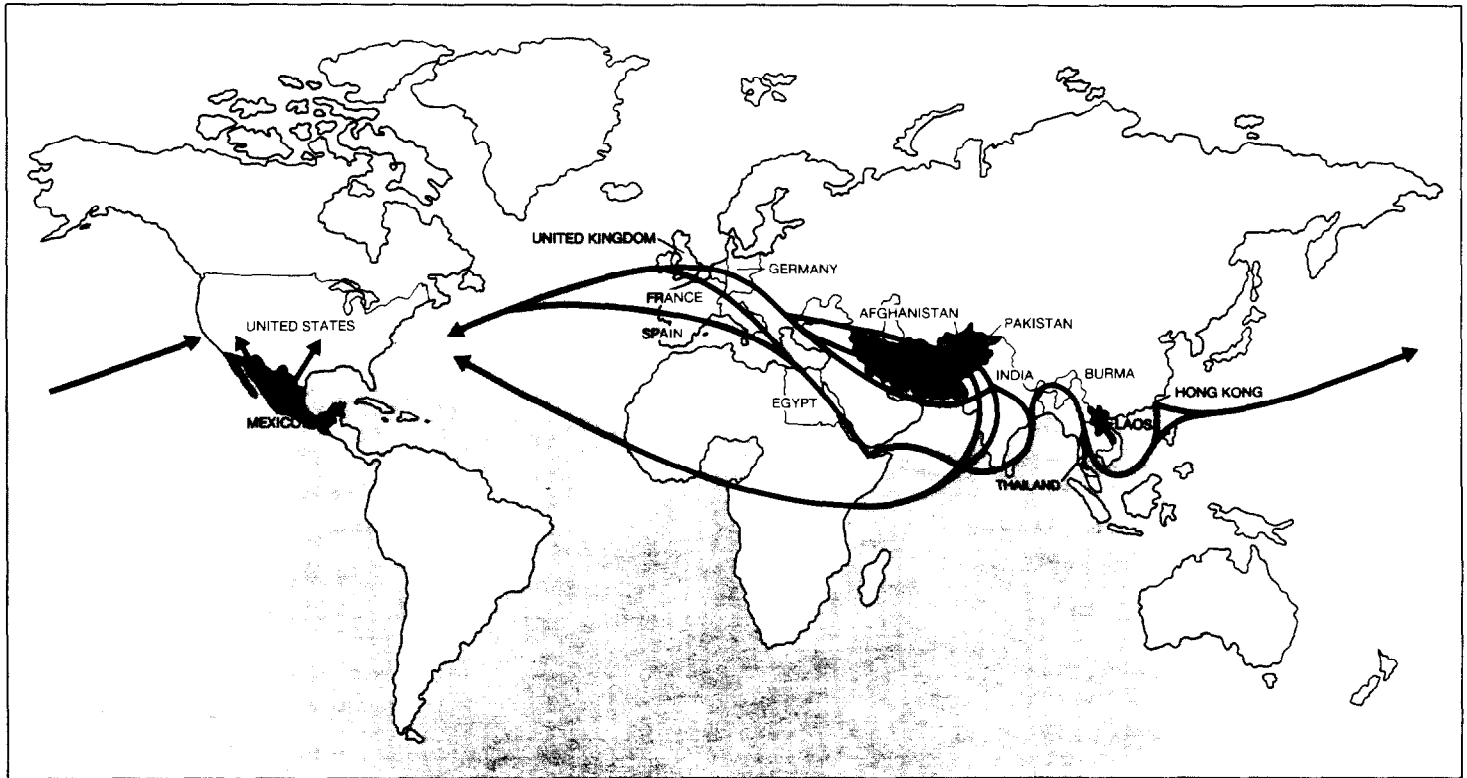 UNITED KINGDOM
GERMANY
FRANCE
AFGHANISTAN
PAKISTAN
UNITED STATES
SPAIN
INDIA
BURMA
HONG KONG
EGYPT
MEXICO
LAOS
THAILAND